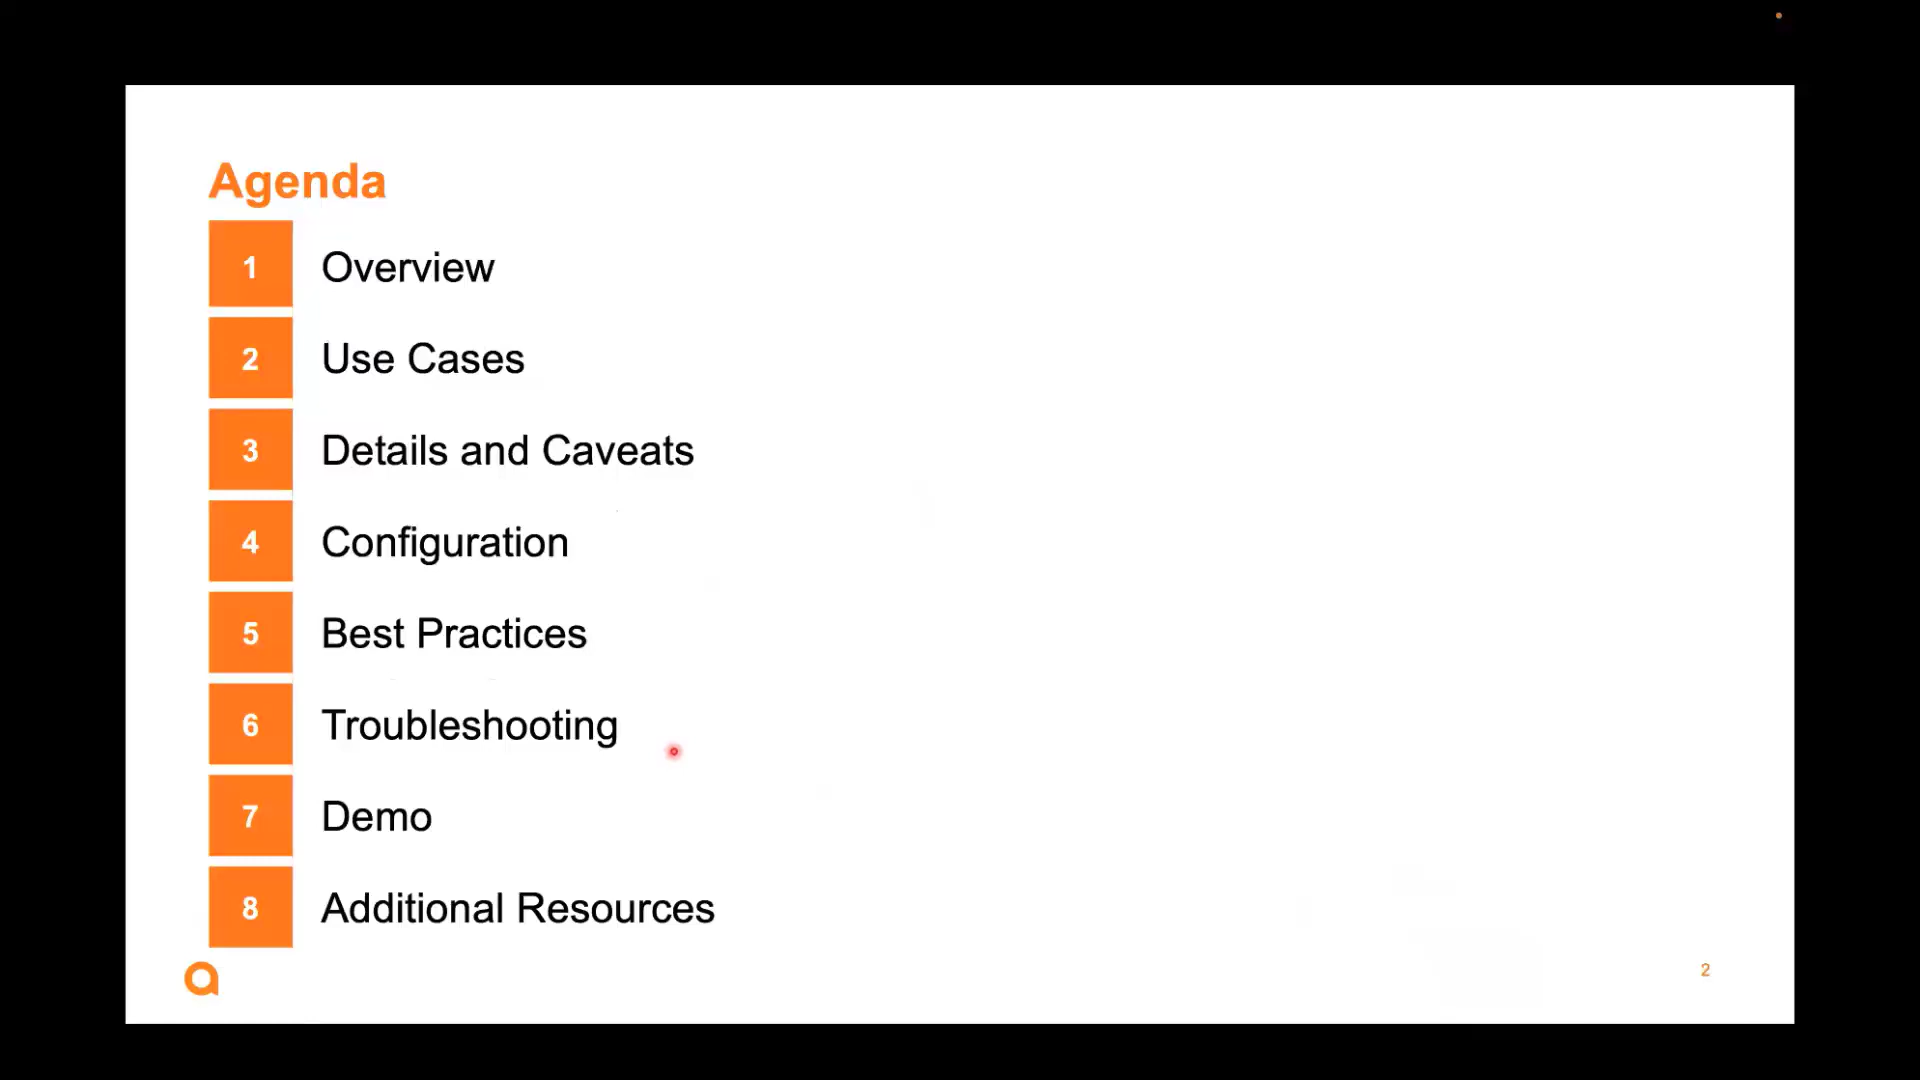 Agenda
1 Overview
2 Use Cases
3 Details and Caveats
4 Configuration
5 Best Practices
6 Troubleshooting
7 Demo
8 Additional Resources
2